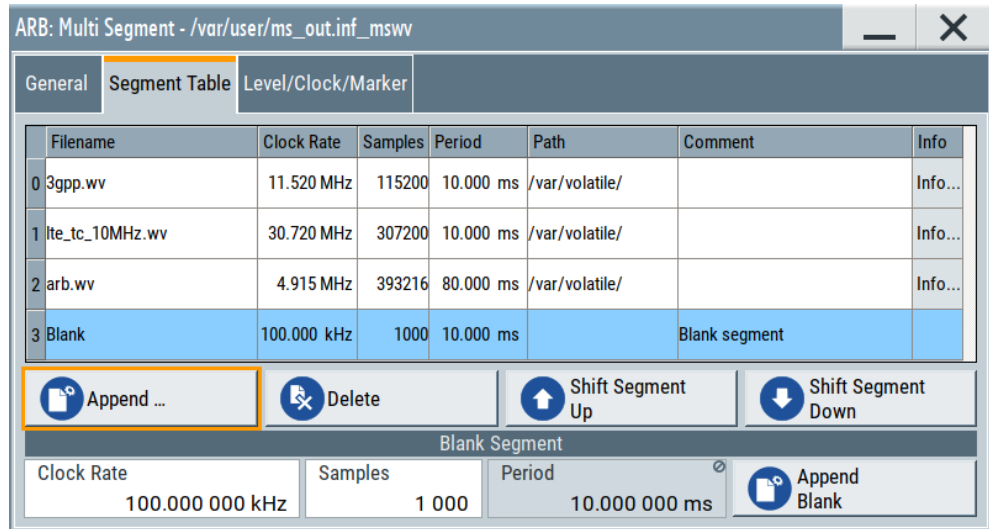 ARB: Multi Segment - /var/user/ms_out.inf_mswv
General Segment Table Level/Clock/Marker
Filename Clock Rate Samples Period Path Comment Info
0 3gpp.wv 11.520 MHz 115200 10.000 ms /var/volatile/ Info...
1 lte_tc_10MHz.wv 30.720 MHz 307200 10.000 ms /var/volatile/ Info...
2 arb.wv 4.915 MHz 393216 80.000 ms /var/volatile/ Info...
3 Blank 100.000 kHz 1000 10.000 ms Blank segment
Append ... Delete Shift Segment Up Shift Segment Down
Blank Segment
Clock Rate Samples Period
100.000 000 kHz 1 000 10.000 000 ms Append Blank